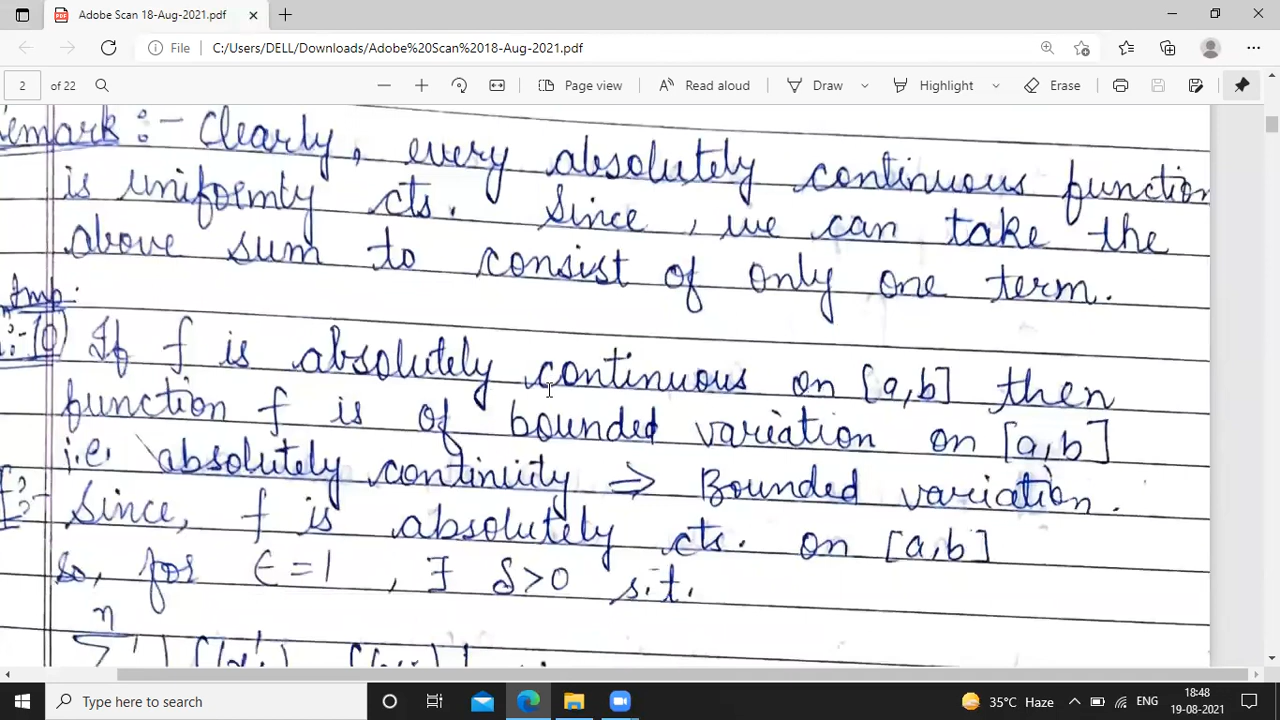 Adobe Scan 18-Aug-2021.pdf
File C:/Users/DELL/Downloads/Adobe%20Scan%2018-Aug-2021.pdf
2 of 22 Page view Read aloud Draw Highlight Erase
emark :- Clearly, every absolutely continuous function
is uniformly cts. Since, we can take the
above sum to consist of only one term.
Imp.
:- If f is absolutely continuous on [a,b] then
function f is of bounded variation on [a,b]
i.e. absolutely continuity ⇒ Bounded variation.
Since, f is absolutely cts. on [a,b]
so, for ϵ=1, ∃ δ>0 s.t.
n
Type here to search
35°C Haze ENG 18:48
19-08-2021